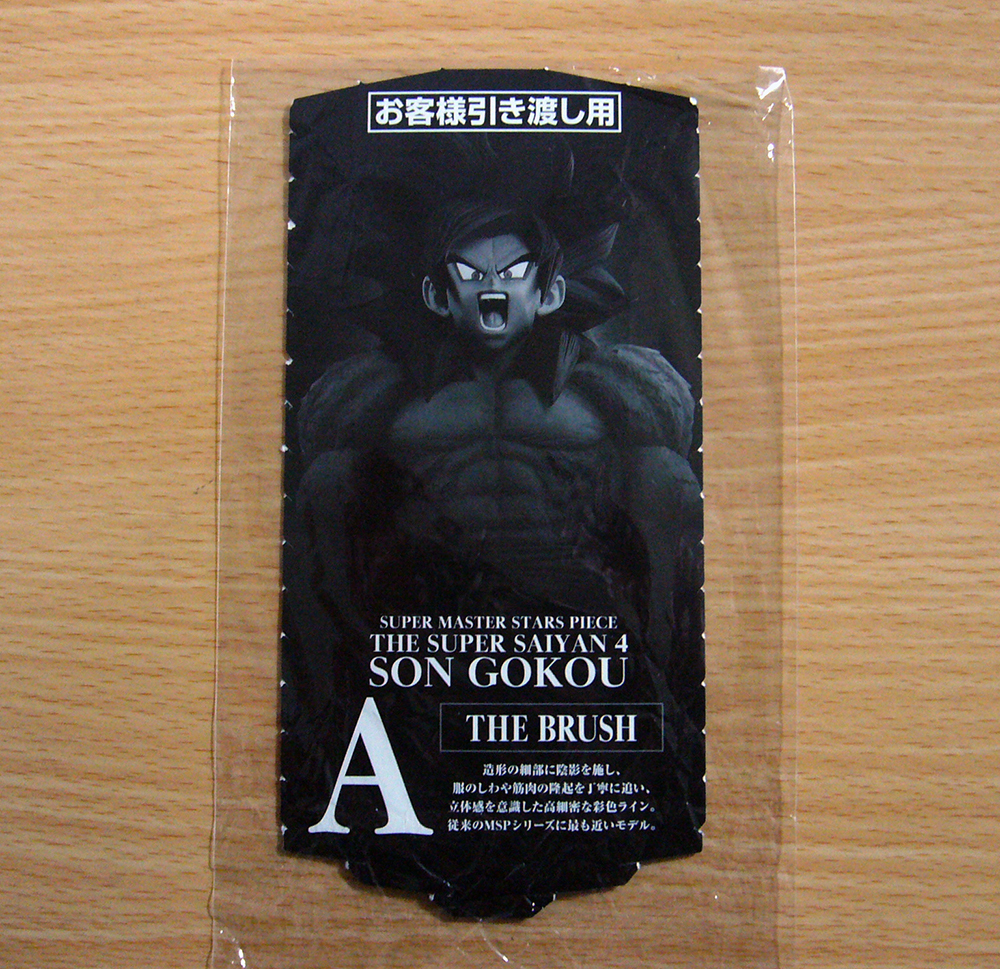 お客様引き渡し用
SUPER MASTER STARS PIECE
THE SUPER SAIYAN 4
SON GOKOU
A
THE BRUSH
造形の細部に陰影を施し、
服のしわや筋肉の隆起を丁寧に追い、
立体感を意識した高細密な彩色ライン。
従来のMSPシリーズに最も近いモデル。